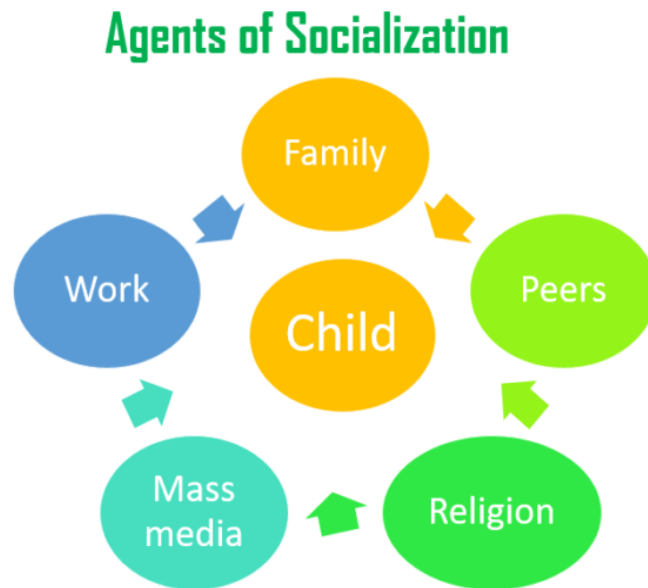 Agents of Socialization
Family
Work
Peers
Child
Mass
media
Religion